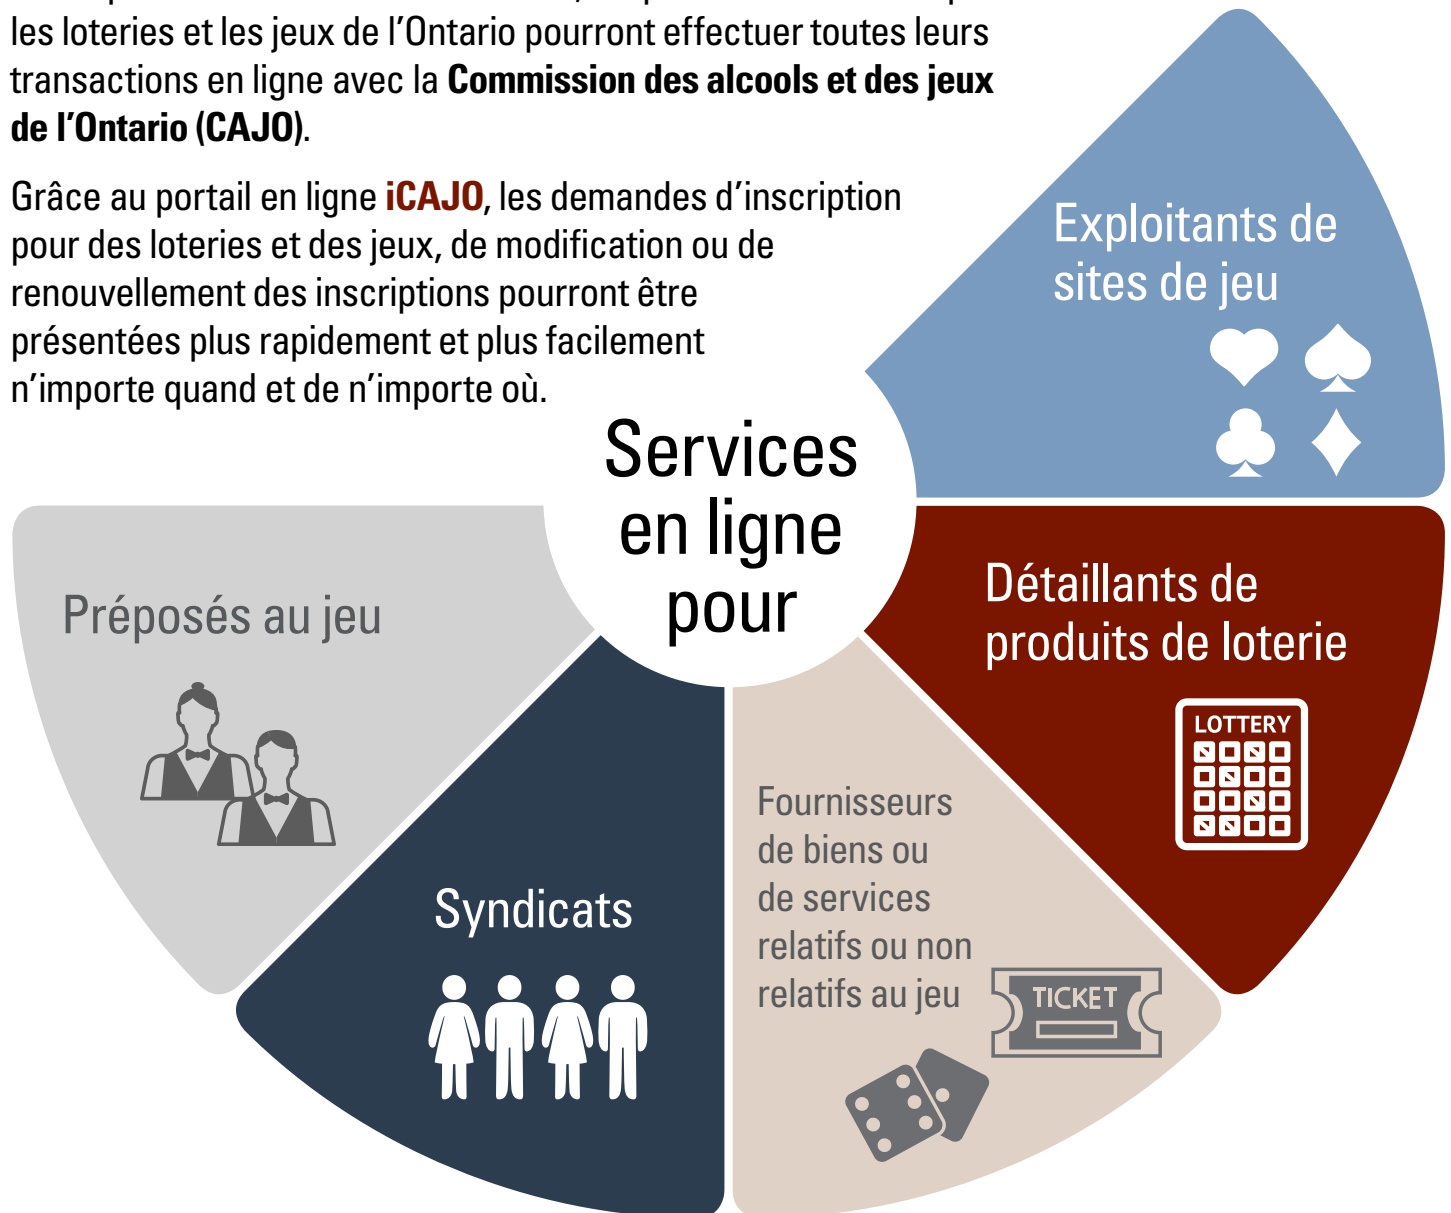 les loteries et les jeux de l’Ontario pourront effectuer toutes leurs
transactions en ligne avec la Commission des alcools et des jeux
de l’Ontario (CAJO).
Grâce au portail en ligne iCAJO, les demandes d’inscription
pour des loteries et des jeux, de modification ou de
renouvellement des inscriptions pourront être
présentées plus rapidement et plus facilement
n’importe quand et de n’importe où.
Services
en ligne
pour
Exploitants de
sites de jeu
Détaillants de
produits de loterie
LOTTERY
Fournisseurs
de biens ou
de services
relatifs ou non
relatifs au jeu
TICKET
Syndicats
Préposés au jeu